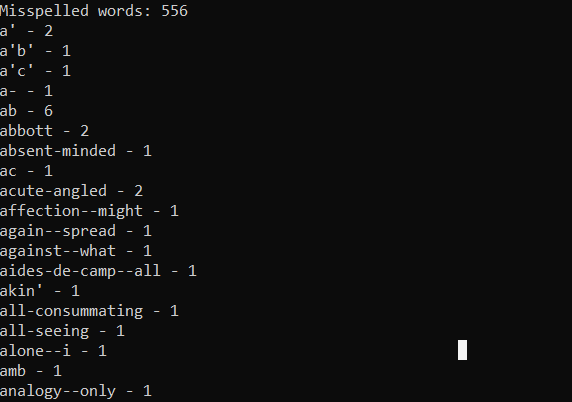 Misspelled words: 556
a' - 2
a'b' - 1
a'c' - 1
a- - 1
ab - 6
abbott - 2
absent-minded - 1
ac - 1
acute-angled - 2
affection--might - 1
again--spread - 1
against--what - 1
aides-de-camp--all - 1
akin' - 1
all-consummating - 1
all-seeing - 1
alone--i - 1
amb - 1
analogy--only - 1